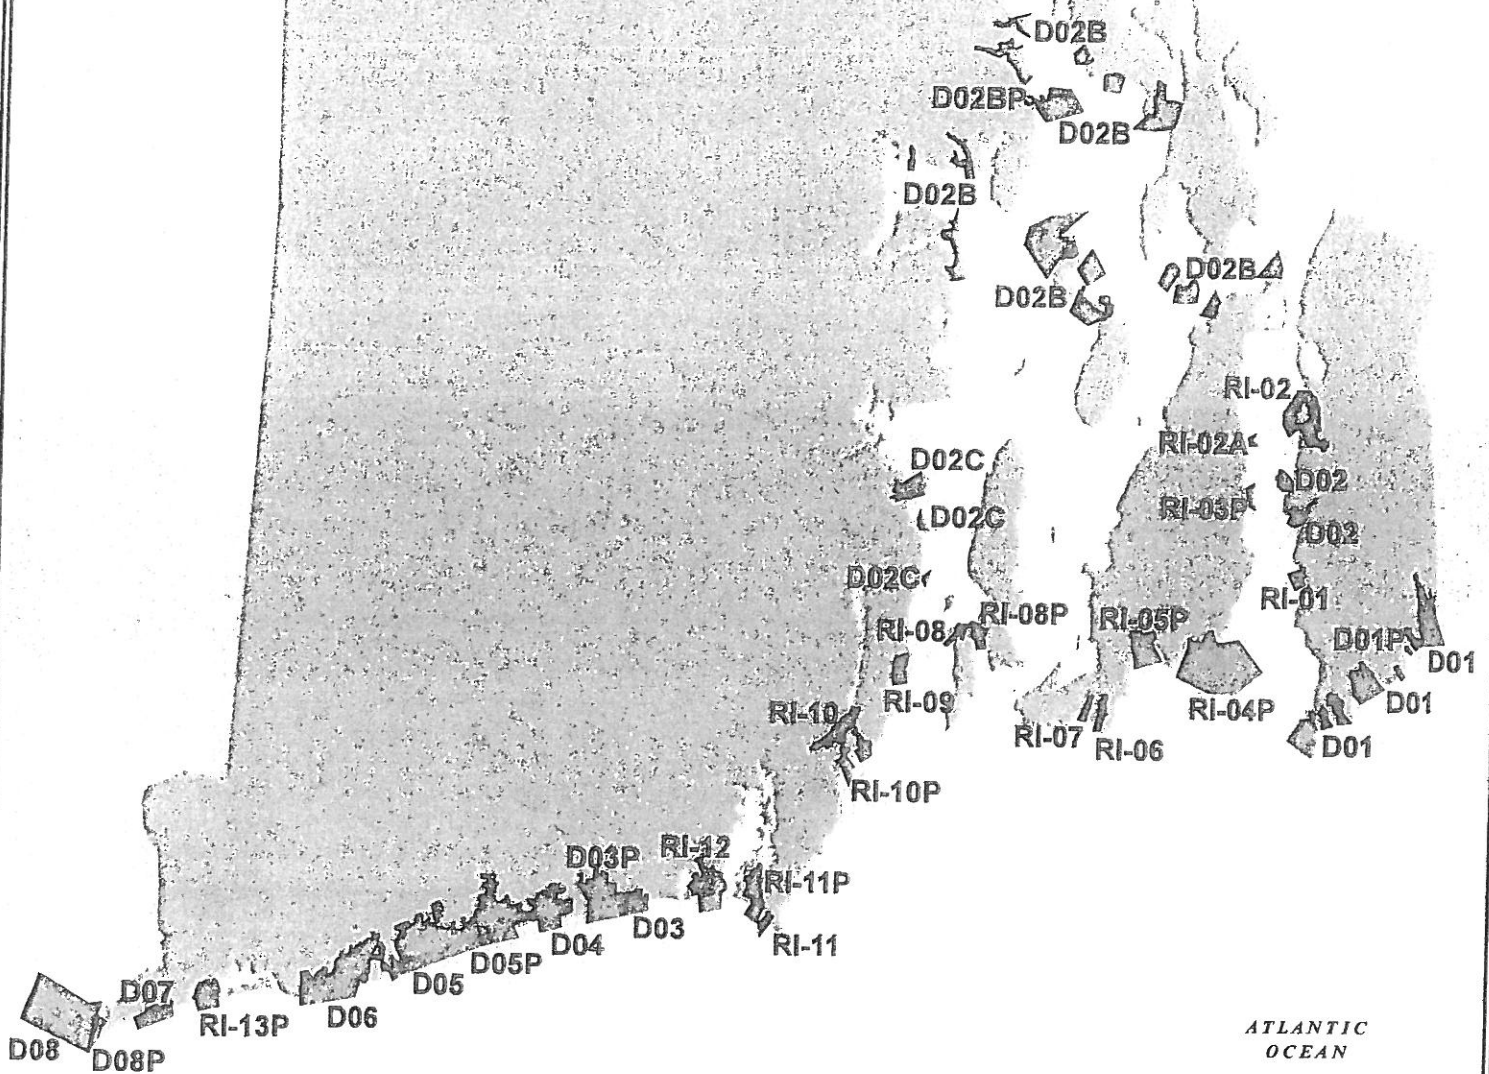 D02B
D02BP
D02B
D02B
D02B
D02B
RI-02
RI-02A
D02C
D02
D02C
RI-03P
D02
D02C
RI-01
RI-08P
RI-05P
RI-08
D01P
D01
RI-09
D01
RI-04P
RI-10
RI-07
RI-06
D01
RI-10P
RI-12
D03P
RI-11P
D03
D04
RI-11
D05P
D05
D07
D06
RI-13P
D08
D08P
ATLANTIC
OCEAN